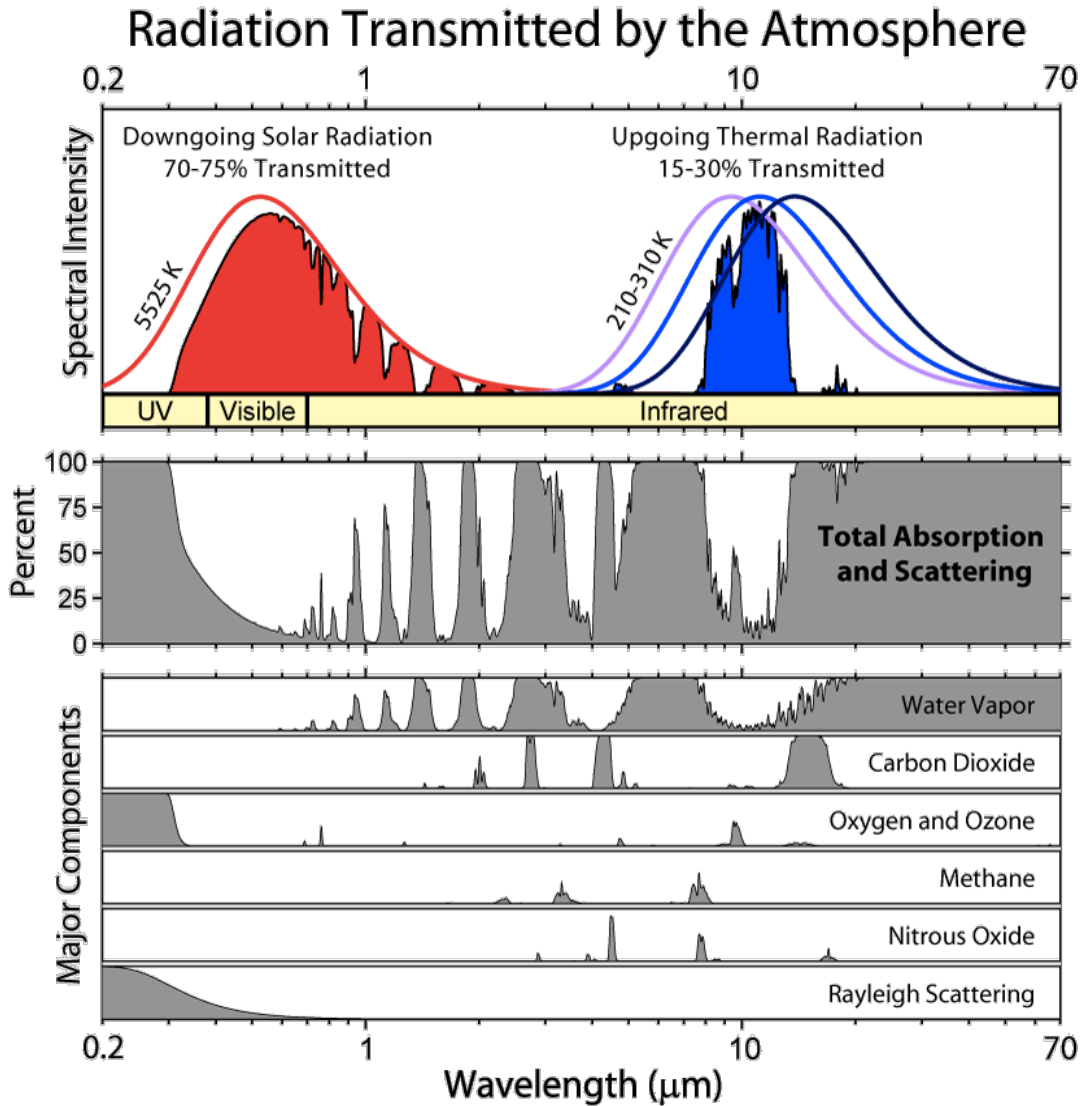 Radiation Transmitted by the Atmosphere
0.2 1 10 70
Spectral Intensity
Downgoing Solar Radiation
70-75% Transmitted
Upgoing Thermal Radiation
15-30% Transmitted
5525 K
210-310 K
UV
Visible
Infrared
Percent
100
75
50
25
0
Total Absorption
and Scattering
Major Components
Water Vapor
Carbon Dioxide
Oxygen and Ozone
Methane
Nitrous Oxide
Rayleigh Scattering
0.2 1 10 70
Wavelength (μm)